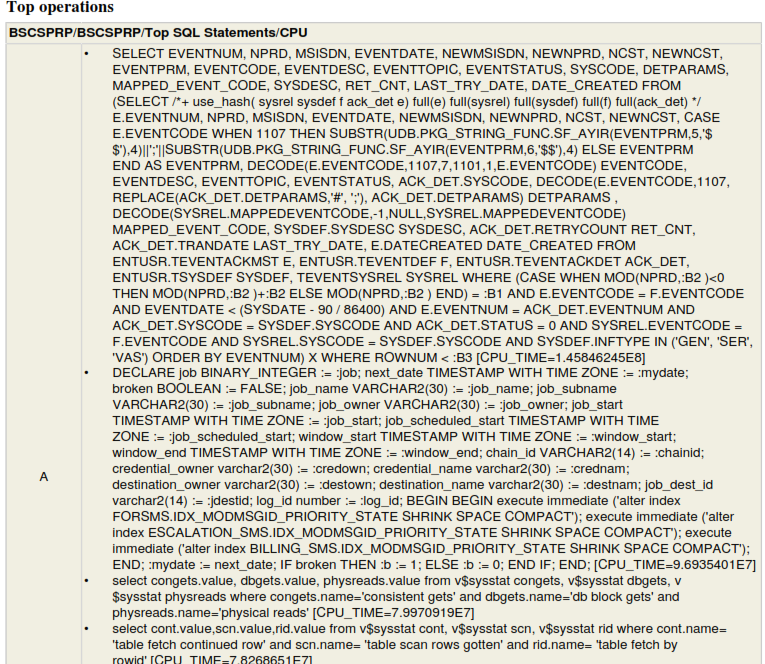 Top operations
BSCSPRP/BSCSPRP/Top SQL Statements/CPU
• SELECT EVENTNUM, NPRD, MSISDN, EVENTDATE, NEWMSISDN, NEWNPRD, NCST, NEWNCST,
EVENTPRM, EVENTCODE, EVENTDESC, EVENTTOPIC, EVENTSTATUS, SYSCODE, DETPARAMS,
MAPPED_EVENT_CODE, SYSDESC, RET_CNT, LAST_TRY_DATE, DATE_CREATED FROM
(SELECT /*+ use_hash( sysrel sysdef f ack_det e) full(e) full(sysrel) full(sysdef) full(f) full(ack_det) */
E.EVENTNUM, NPRD, MSISDN, EVENTDATE, NEWMSISDN, NEWNPRD, NCST, NEWNCST, CASE
E.EVENTCODE WHEN 1107 THEN SUBSTR(UDB.PKG_STRING_FUNC.SF_AYIR(EVENTPRM,5,'$
$'),4)||';'||SUBSTR(UDB.PKG_STRING_FUNC.SF_AYIR(EVENTPRM,6,'$$'),4) ELSE EVENTPRM
END AS EVENTPRM, DECODE(E.EVENTCODE,1107,7,1101,1,E.EVENTCODE) EVENTCODE,
EVENTDESC, EVENTTOPIC, EVENTSTATUS, ACK_DET.SYSCODE, DECODE(E.EVENTCODE,1107,
REPLACE(ACK_DET.DETPARAMS,'#', ';'), ACK_DET.DETPARAMS) DETPARAMS ,
DECODE(SYSREL.MAPPEDEVENTCODE,-1,NULL,SYSREL.MAPPEDEVENTCODE)
MAPPED_EVENT_CODE, SYSDEF.SYSDESC SYSDESC, ACK_DET.RETRYCOUNT RET_CNT,
ACK_DET.TRANDATE LAST_TRY_DATE, E.DATECREATED DATE_CREATED FROM
ENTUSR.TEVENTACKMST E, ENTUSR.TEVENTDEF F, ENTUSR.TEVENTACKDET ACK_DET,
ENTUSR.TSYSDEF SYSDEF, TEVENTSYSREL SYSREL WHERE (CASE WHEN MOD(NPRD,:B2 )<0
THEN MOD(NPRD,:B2 )+:B2 ELSE MOD(NPRD,:B2 ) END) = :B1 AND E.EVENTCODE = F.EVENTCODE
AND EVENTDATE < (SYSDATE - 90 / 86400) AND E.EVENTNUM = ACK_DET.EVENTNUM AND
ACK_DET.SYSCODE = SYSDEF.SYSCODE AND ACK_DET.STATUS = 0 AND SYSREL.EVENTCODE =
F.EVENTCODE AND SYSREL.SYSCODE = SYSDEF.SYSCODE AND SYSDEF.INFTYPE IN ('GEN', 'SER',
'VAS') ORDER BY EVENTNUM) X WHERE ROWNUM < :B3 [CPU_TIME=1.45846245E8]
• DECLARE job BINARY_INTEGER := :job; next_date TIMESTAMP WITH TIME ZONE := :mydate;
broken BOOLEAN := FALSE; job_name VARCHAR2(30) := :job_name; job_subname
VARCHAR2(30) := :job_subname; job_owner VARCHAR2(30) := :job_owner; job_start
TIMESTAMP WITH TIME ZONE := :job_start; job_scheduled_start TIMESTAMP WITH TIME
ZONE := :job_scheduled_start; window_start TIMESTAMP WITH TIME ZONE := :window_start;
window_end TIMESTAMP WITH TIME ZONE := :window_end; chain_id VARCHAR2(14) := :chainid;
credential_owner varchar2(30) := :credown; credential_name varchar2(30) := :crednam;
destination_owner varchar2(30) := :destown; destination_name varchar2(30) := :destnam; job_dest_id
A
varchar2(14) := :jdestid; log_id number := :log_id; BEGIN BEGIN execute immediate ('alter index
FORSMS.IDX_MODMSGID_PRIORITY_STATE SHRINK SPACE COMPACT'); execute immediate ('alter
index ESCALATION_SMS.IDX_MODMSGID_PRIORITY_STATE SHRINK SPACE COMPACT'); execute
immediate ('alter index BILLING_SMS.IDX_MODMSGID_PRIORITY_STATE SHRINK SPACE COMPACT');
END; :mydate := next_date; IF broken THEN :b := 1; ELSE :b := 0; END IF; END; [CPU_TIME=9.6935401E7]
• select congets.value, dbgets.value, physreads.value from v$sysstat congets, v$sysstat dbgets, v
$sysstat physreads where congets.name='consistent gets' and dbgets.name='db block gets' and
physreads.name='physical reads' [CPU_TIME=7.9970919E7]
• select cont.value,scn.value,rid.value from v$sysstat cont, v$sysstat scn, v$sysstat rid where cont.name=
'table fetch continued row' and scn.name= 'table scan rows gotten' and rid.name= 'table fetch by
rowid' [CPU_TIME=7.8268651E7]